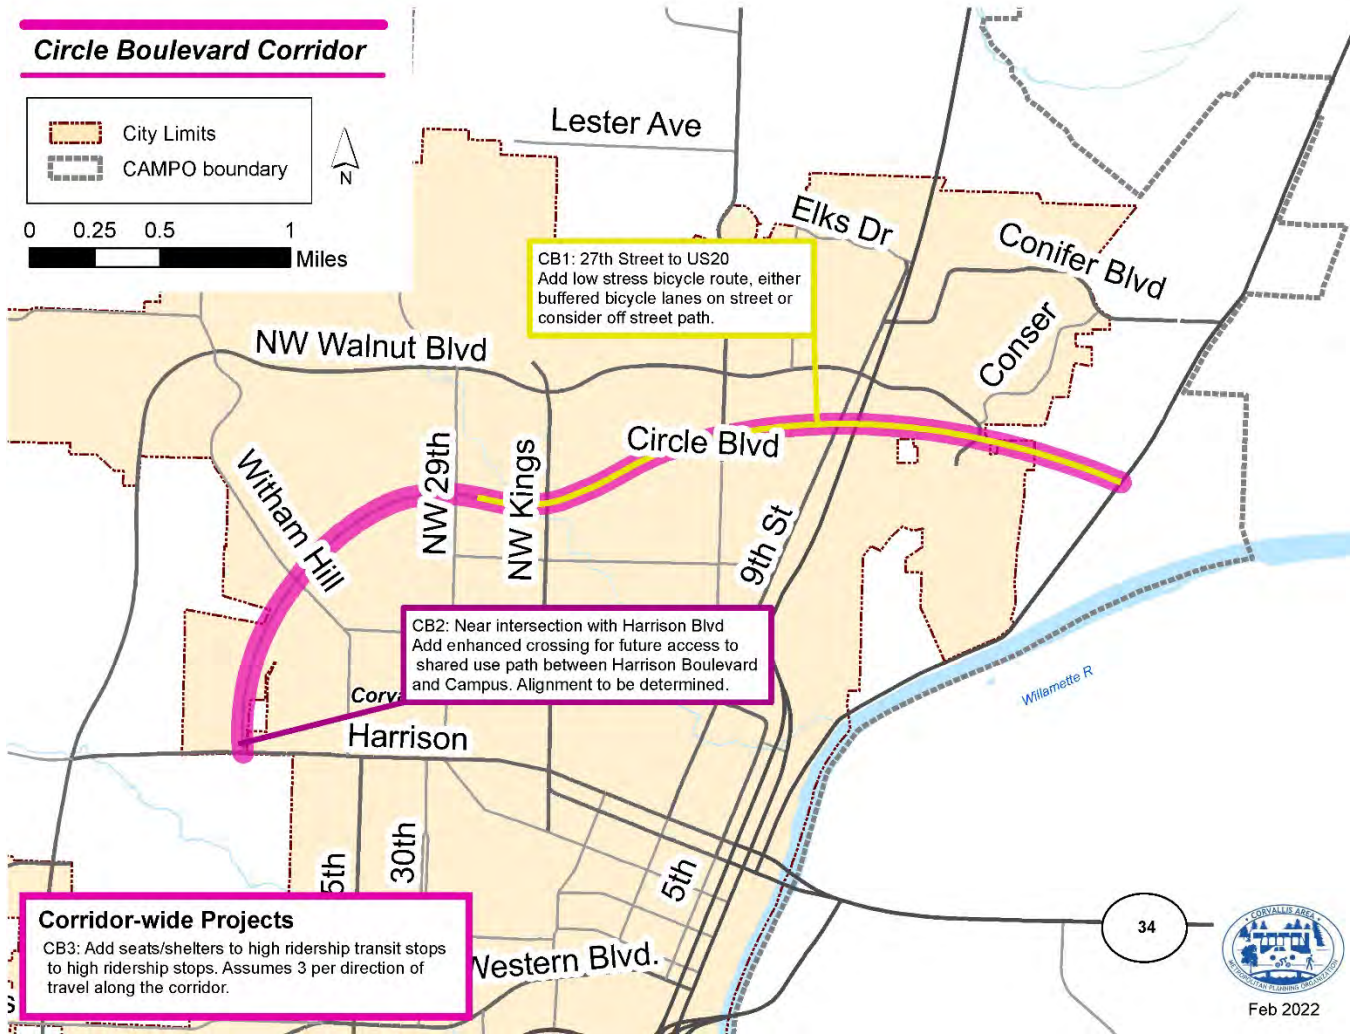 Circle Boulevard Corridor
City Limits
CAMPO boundary
N
0 0.25 0.5 1
Miles
Lester Ave
Elks Dr
Conifer Blvd
CB1: 27th Street to US20
Add low stress bicycle route, either
buffered bicycle lanes on street or
consider off street path.
NW Walnut Blvd
Conser
Circle Blvd
Witham Hill
NW 29th
NW Kings
9th St
CB2: Near intersection with Harrison Blvd
Add enhanced crossing for future access to
shared use path between Harrison Boulevard
and Campus. Alignment to be determined.
Willamette R
Corva
Harrison
5th
30th
5th
34
Corridor-wide Projects
CB3: Add seats/shelters to high ridership transit stops
to high ridership stops. Assumes 3 per direction of
travel along the corridor.
Western Blvd.
s
CORVALLIS AREA
METROPOLITAN PLANNING ORGANIZATION
Feb 2022